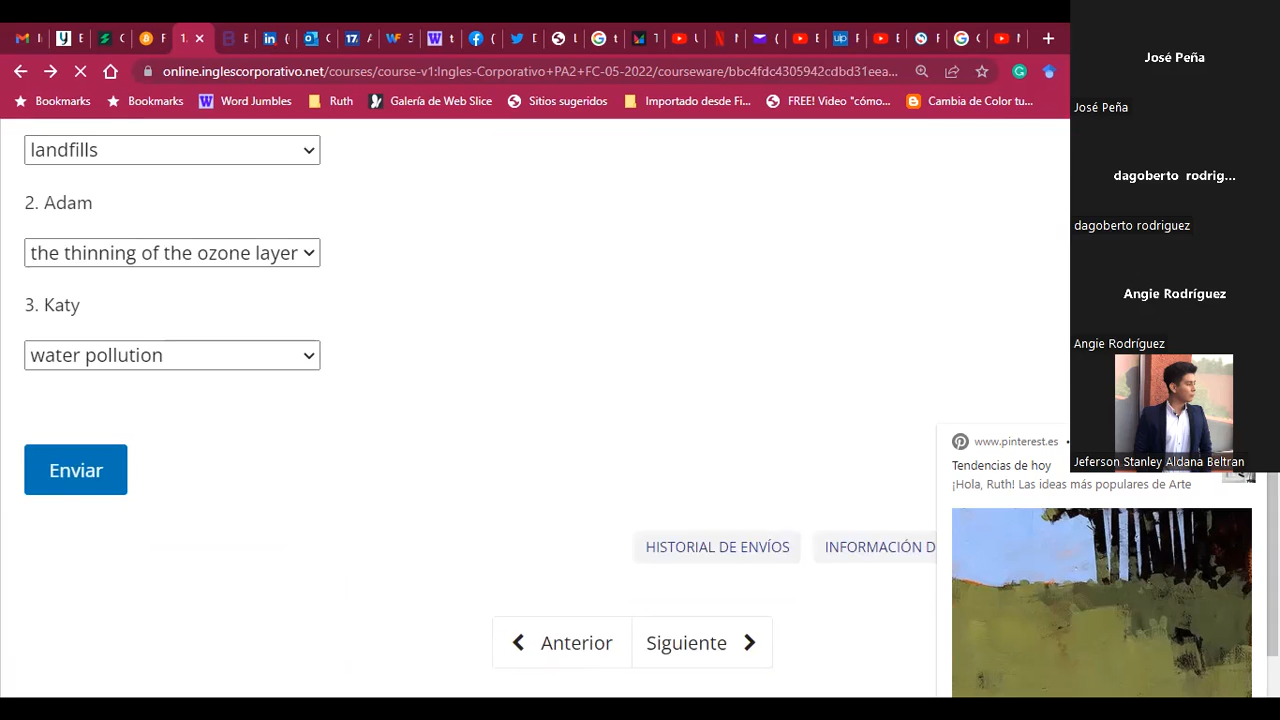 online.inglescorporativo.net/courses/course-v1:Ingles-Corporativo+PA2+FC-05-2022/courseware/bbc4fdc4305942cdbd31eea...
Bookmarks
Bookmarks
Word Jumbles
Ruth
Galería de Web Slice
Sitios sugeridos
Importado desde Fi...
FREE! Video "cómo...
Cambia de Color tu...
landfills
2. Adam
the thinning of the ozone layer
3. Katy
water pollution
Enviar
HISTORIAL DE ENVÍOS
INFORMACIÓN D
Anterior
Siguiente
www.pinterest.es
Tendencias de hoy
¡Hola, Ruth! Las ideas más populares de Arte
José Peña
José Peña
dagoberto rodrig...
dagoberto rodriguez
Angie Rodríguez
Angie Rodríguez
Jeferson Stanley Aldana Beltran